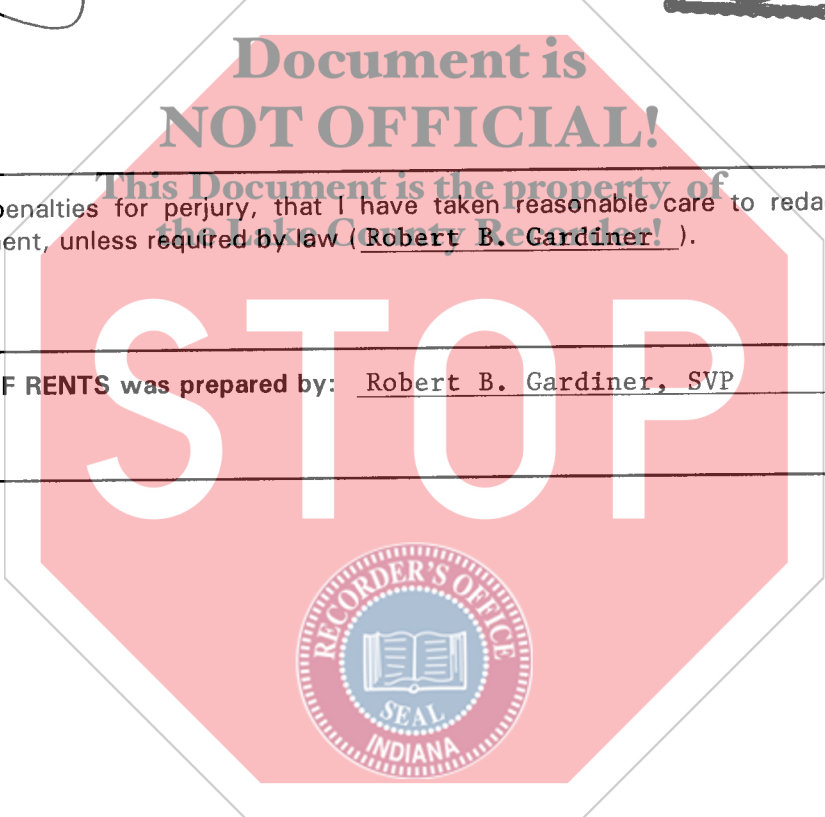 Document is
NOT OFFICIAL!
This Document is the property of
penalties for perjury, that I have taken reasonable care to reda
the Lake County Recorder!
ent, unless required by law ( Robert B. Gardiner ).
STOP
F RENTS was prepared by: Robert B. Gardiner, SVP
RECORDER'S OFFICE
SEAL
INDIANA